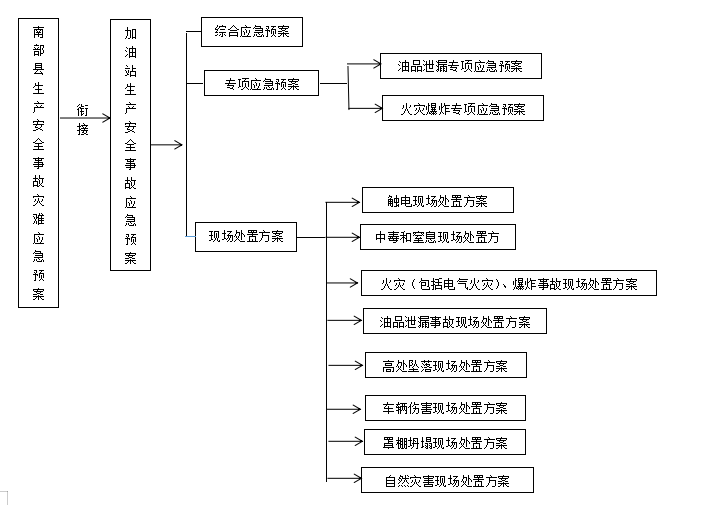 南部县生产安全事故灾难应急预案
衔接
加油站生产安全事故应急预案
综合应急预案
专项应急预案
油品泄漏专项应急预案
火灾爆炸专项应急预案
现场处置方案
触电现场处置方案
中毒和窒息现场处置方
火灾（包括电气火灾）、爆炸事故现场处置方案
油品泄漏事故现场处置方案
高处坠落现场处置方案
车辆伤害现场处置方案
罩棚坍塌现场处置方案
自然灾害现场处置方案